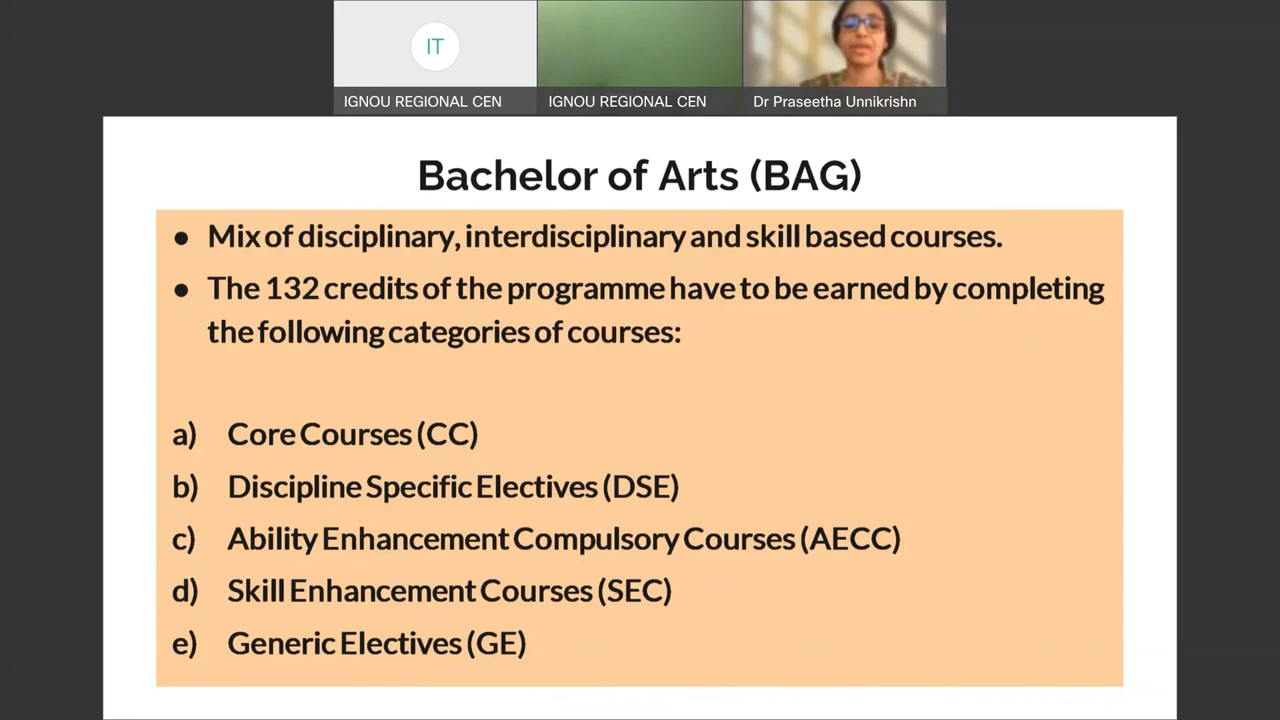 IT
IGNOU REGIONAL CEN
IGNOU REGIONAL CEN
Dr Praseetha Unnikrishn
Bachelor of Arts (BAG)
● Mix of disciplinary, interdisciplinary and skill based courses.
● The 132 credits of the programme have to be earned by completing
the following categories of courses:
a) Core Courses (CC)
b) Discipline Specific Electives (DSE)
c) Ability Enhancement Compulsory Courses (AECC)
d) Skill Enhancement Courses (SEC)
e) Generic Electives (GE)